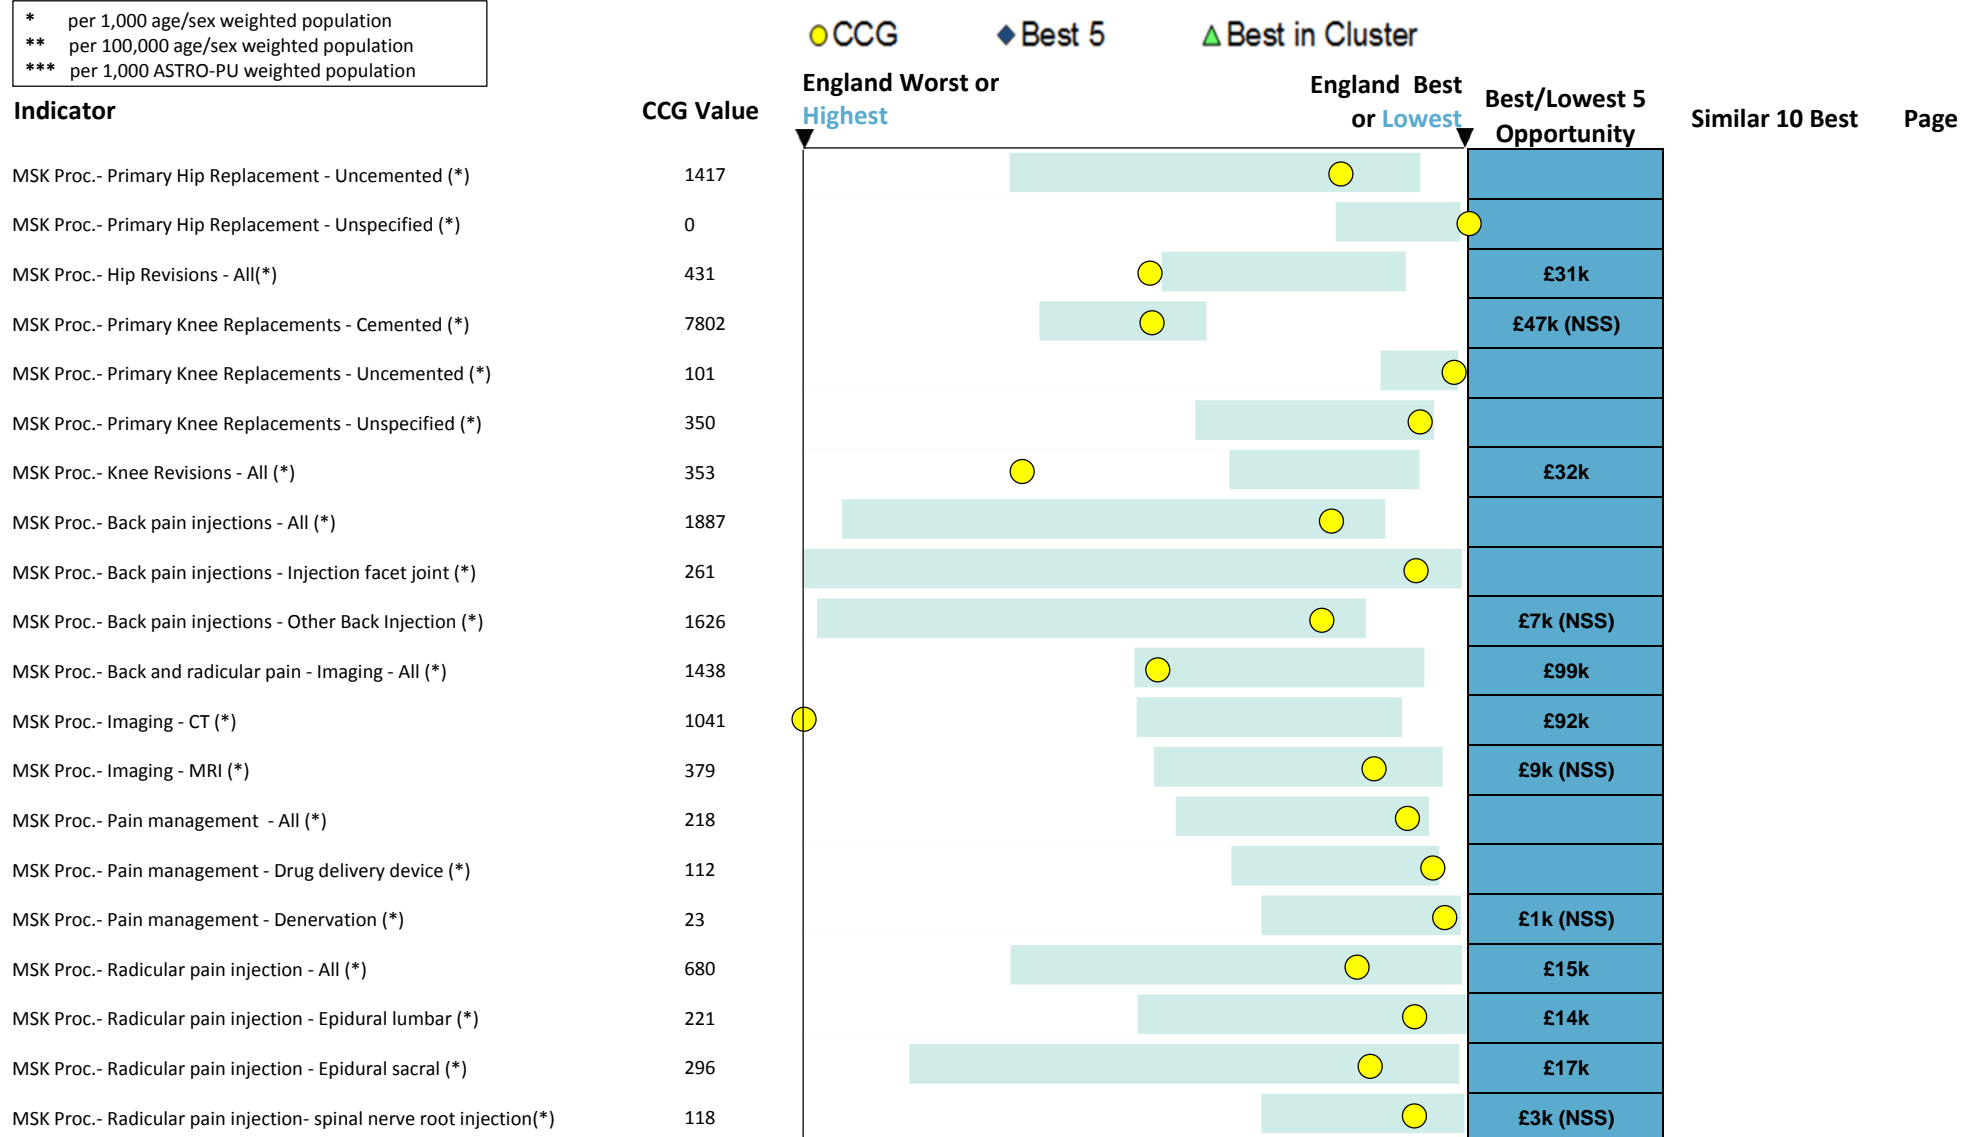 * per 1,000 age/sex weighted population
** per 100,000 age/sex weighted population
*** per 1,000 ASTRO-PU weighted population
CCG Best 5 Best in Cluster
Indicator CCG Value England Worst or Highest England Best or Lowest Best/Lowest 5 Opportunity Similar 10 Best Page
MSK Proc.- Primary Hip Replacement - Uncemented (*) 1417
MSK Proc.- Primary Hip Replacement - Unspecified (*) 0
MSK Proc.- Hip Revisions - All(*) 431 £31k
MSK Proc.- Primary Knee Replacements - Cemented (*) 7802 £47k (NSS)
MSK Proc.- Primary Knee Replacements - Uncemented (*) 101
MSK Proc.- Primary Knee Replacements - Unspecified (*) 350
MSK Proc.- Knee Revisions - All (*) 353 £32k
MSK Proc.- Back pain injections - All (*) 1887
MSK Proc.- Back pain injections - Injection facet joint (*) 261
MSK Proc.- Back pain injections - Other Back Injection (*) 1626 £7k (NSS)
MSK Proc.- Back and radicular pain - Imaging - All (*) 1438 £99k
MSK Proc.- Imaging - CT (*) 1041 £92k
MSK Proc.- Imaging - MRI (*) 379 £9k (NSS)
MSK Proc.- Pain management - All (*) 218
MSK Proc.- Pain management - Drug delivery device (*) 112
MSK Proc.- Pain management - Denervation (*) 23 £1k (NSS)
MSK Proc.- Radicular pain injection - All (*) 680 £15k
MSK Proc.- Radicular pain injection - Epidural lumbar (*) 221 £14k
MSK Proc.- Radicular pain injection - Epidural sacral (*) 296 £17k
MSK Proc.- Radicular pain injection- spinal nerve root injection(*) 118 £3k (NSS)